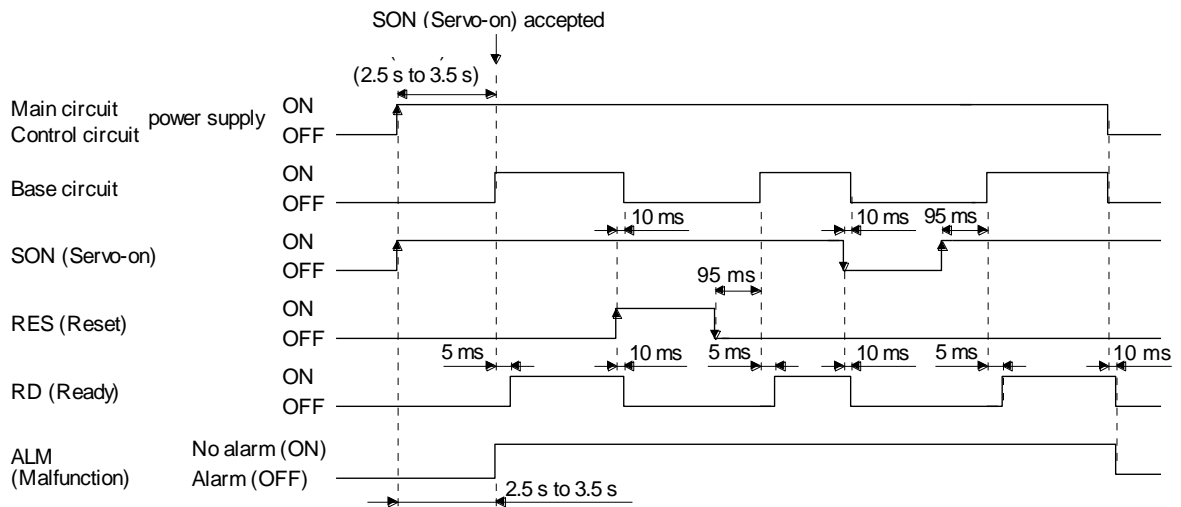 SON (Servo-on) accepted
(2.5 s to 3.5 s)
Main circuit
Control circuit
power supply
ON
OFF
Base circuit
ON
OFF
10 ms
10 ms
95 ms
SON (Servo-on)
ON
OFF
95 ms
RES (Reset)
ON
OFF
5 ms
10 ms
5 ms
10 ms
5 ms
10 ms
RD (Ready)
ON
OFF
ALM
(Malfunction)
No alarm (ON)
Alarm (OFF)
2.5 s to 3.5 s